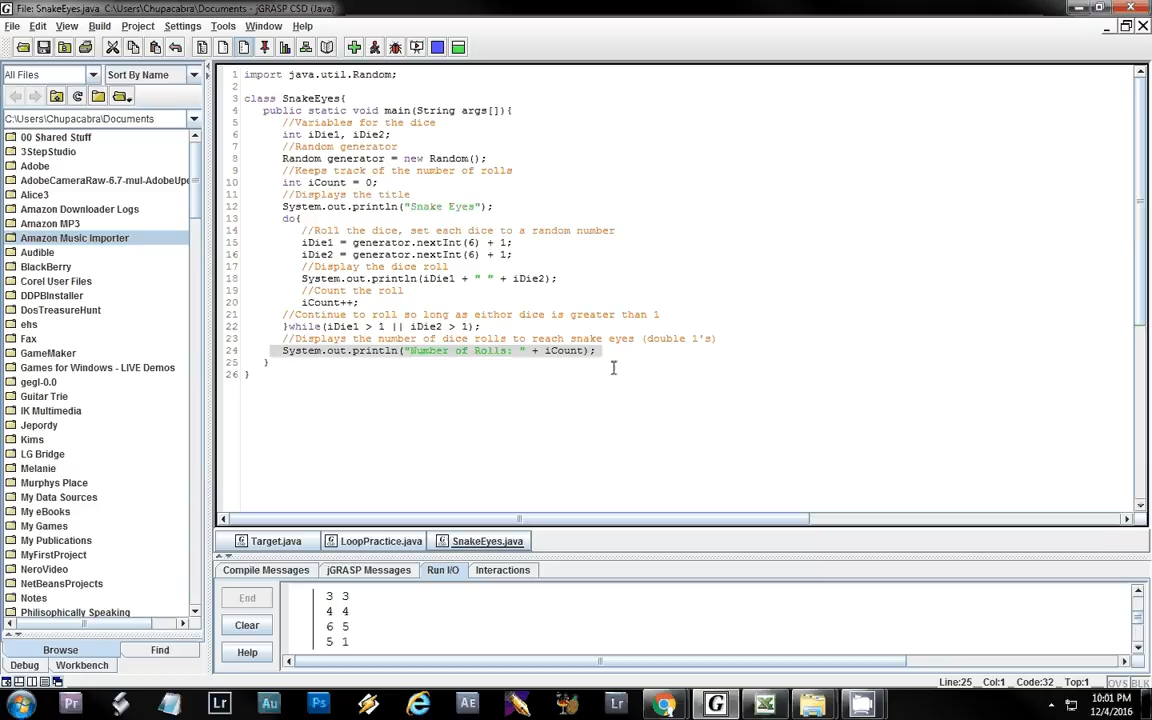 File: SnakeEyes.java C:\Users\Chupacabra\Documents - jGRASP CSD (Java)
File Edit View Build Project Settings Tools Window Help
All Files Sort By Name
C:\Users\Chupacabra\Documents
00 Shared Stuff
3StepStudio
Adobe
AdobeCameraRaw-6.7-mul-AdobeUpd
Alice3
Amazon Downloader Logs
Amazon MP3
Amazon Music Importer
Audible
BlackBerry
Corel User Files
DDPBInstaller
DosTreasureHunt
ehs
Fax
GameMaker
Games for Windows - LIVE Demos
gegl-0.0
Guitar Trie
IK Multimedia
Jepordy
Kims
LG Bridge
Melanie
Murphys Place
My Data Sources
My eBooks
My Games
My Publications
MyFirstProject
NeroVideo
NetBeansProjects
Notes
Philisophically Speaking
Browse Find
Debug Workbench
1 import java.util.Random;
2
3 class SnakeEyes{
4 public static void main(String args[]){
5 //Variables for the dice
6 int iDie1, iDie2;
7 //Random generator
8 Random generator = new Random();
9 //Keeps track of the number of rolls
10 int iCount = 0;
11 //Displays the title
12 System.out.println("Snake Eyes");
13 do{
14 //Roll the dice, set each dice to a random number
15 iDie1 = generator.nextInt(6) + 1;
16 iDie2 = generator.nextInt(6) + 1;
17 //Display the dice roll
18 System.out.println(iDie1 + " " + iDie2);
19 //Count the roll
20 iCount++;
21 //Continue to roll so long as eithor dice is greater than 1
22 }while(iDie1 > 1 || iDie2 > 1);
23 //Displays the number of dice rolls to reach snake eyes (double 1's)
24 System.out.println("Number of Rolls: " + iCount);
25 }
26 }
Target.java LoopPractice.java SnakeEyes.java
Compile Messages jGRASP Messages Run I/O Interactions
End
Clear
Help
3 3
4 4
6 5
5 1
Line:25 Col:1 Code:32 Top:1 OVS BLK
Pr Lr Au Ps AE Lr
10:01 PM
12/4/2016